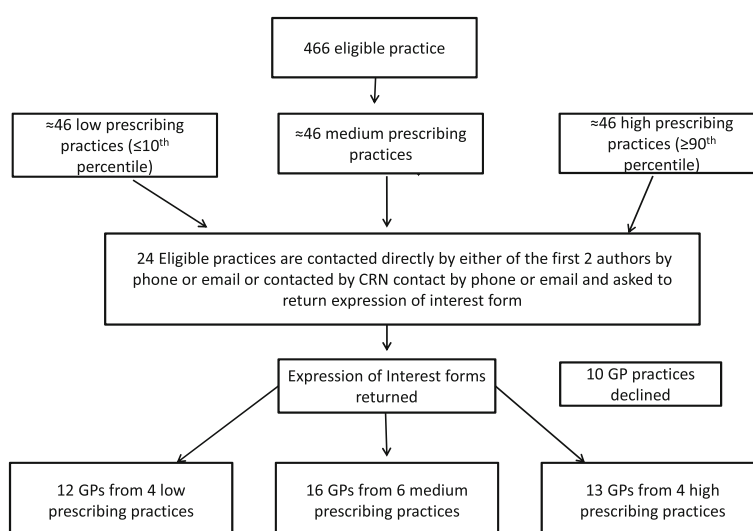 466 eligible practice
≈46 low prescribing
practices (≤10th
percentile)
≈46 medium prescribing
practices
≈46 high prescribing
practices (≥90th
percentile)
24 Eligible practices are contacted directly by either of the first 2 authors by
phone or email or contacted by CRN contact by phone or email and asked to
return expression of interest form
Expression of Interest forms
returned
10 GP practices
declined
12 GPs from 4 low
prescribing practices
16 GPs from 6 medium
prescribing practices
13 GPs from 4 high
prescribing practices